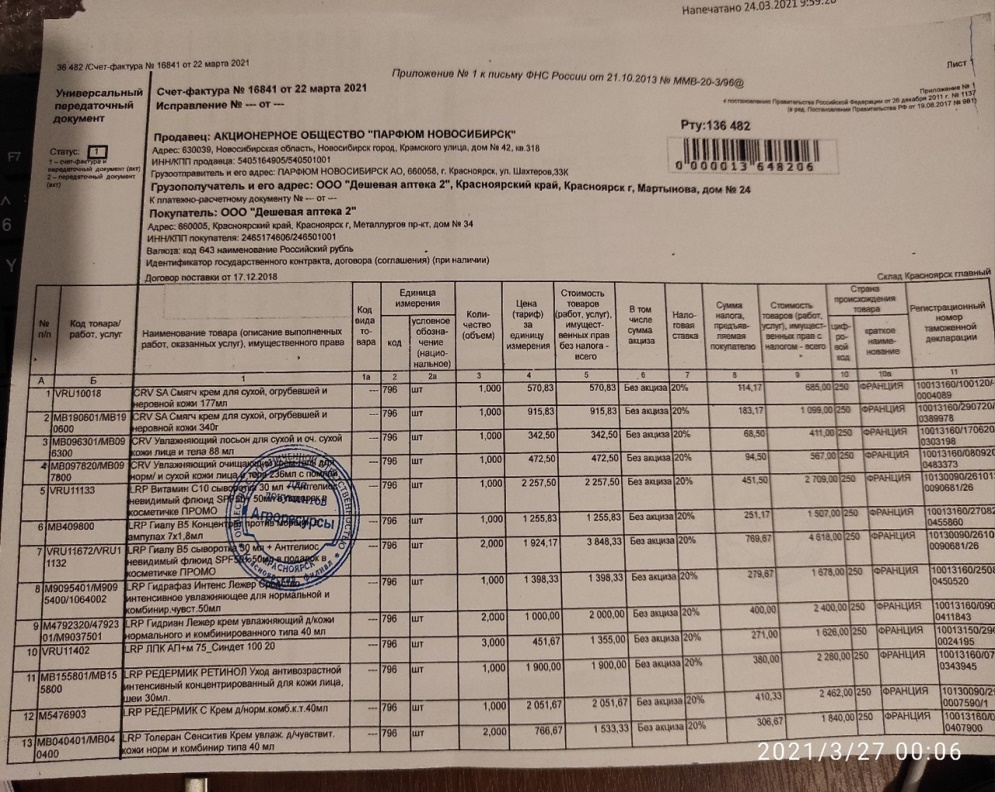 Напечатано 24.03.2021 9:59:20
36 482 /Счет-фактура № 16841 от 22 марта 2021
Лист 1
Приложение № 1 к письму ФНС России от 21.10.2013 № ММВ-20-3/96@
Приложение № 1
к постановлению Правительства Российской Федерации от 26 декабря 2011 г. № 1137
(в ред. Постановления Правительства РФ от 19.08.2017 № 981)
Универсальный
передаточный
документ
Статус: 1
1 – счет-фактура и
передаточный документ (акт)
2 – передаточный документ
(акт)
Счет-фактура № 16841 от 22 марта 2021
Исправление № --- от ---
Рту:136 482
0 000013 648206
Продавец: АКЦИОНЕРНОЕ ОБЩЕСТВО "ПАРФЮМ НОВОСИБИРСК"
Адрес: 630039, Новосибирская область, Новосибирск город, Крамского улица, дом № 42, кв.318
ИНН/КПП продавца: 5405164905/540501001
Грузоотправитель и его адрес: ПАРФЮМ НОВОСИБИРСК АО, 660058, г. Красноярск, ул. Шахтеров,33К
Грузополучатель и его адрес: ООО "Дешевая аптека 2", Красноярский край, Красноярск г, Мартынова, дом № 24
К платежно-расчетному документу № --- от ---
Покупатель: ООО "Дешевая аптека 2"
Адрес: 660005, Красноярский край, Красноярск г, Металлургов пр-кт, дом № 34
ИНН/КПП покупателя: 2465174606/246501001
Валюта: код 643 наименование Российский рубль
Идентификатор государственного контракта, договора (соглашения) (при наличии)
Договор поставки от 17.12.2018
Склад Красноярск главный
№ п/п
Код товара/ работ, услуг
Наименование товара (описание выполненных работ, оказанных услуг), имущественного права
Код вида то- вара
Единица измерения
код
условное обозна- чение (нацио- нальное)
Коли- чество (объем)
Цена (тариф) за единицу измерения
Стоимость товаров (работ, услуг), имущест- венных прав без налога - всего
В том числе сумма акциза
Нало- говая ставка
Сумма налога, предъяв- ляемая покупателю
Стоимость товаров (работ, услуг), имущест- венных прав с налогом - всего
Страна происхождения товара
циф- ро- вой код
краткое наиме- нование
Регистрационный номер таможенной декларации
А Б 1 1а 2 2а 3 4 5 6 7 8 9 10 10а 11
1 VRU10018 CRV SA Смягч крем для сухой, огрубевшей и --- 796 шт 1,000 570,83 570,83 Без акциза 20% 114,17 685,00 250 ФРАНЦИЯ 10013160/100120/
неровной кожи 177мл 0004089
2 MB190601/MB19 CRV SA Смягч крем для сухой, огрубевшей и --- 796 шт 1,000 915,83 915,83 Без акциза 20% 183,17 1 099,00 250 ФРАНЦИЯ 10013160/290720/
0600 неровной кожи 340г 0389978
3 MB096301/MB09 CRV Увлажняющий лосьон для сухой и оч. сухой --- 796 шт 1,000 342,50 342,50 Без акциза 20% 68,50 411,00 250 ФРАНЦИЯ 10013160/170620
6300 кожи лица и тела 88 мл 0303198
4 MB097820/MB09 CRV Увлажняющий очищающий для --- 796 шт 1,000 472,50 472,50 Без акциза 20% 94,50 567,00 250 ФРАНЦИЯ 10013160/080920
7800 норм/ и сухой кожи лица 236мл с 0483373
5 VRU11133 LRP Витамин С10 сыворотка 30 мл + Антелиос --- 796 шт 1,000 2 257,50 2 257,50 Без акциза 20% 451,50 2 709,00 250 ФРАНЦИЯ 10130090/2610
невидимый флюид 50мл в подарок в 0090681/26
косметичке ПРОМО
6 MB409800 LRP Гиалу B5 Концентрат против морщин --- 796 шт 1,000 1 255,83 1 255,83 Без акциза 20% 251,17 1 507,00 250 ФРАНЦИЯ 10013160/27082
ампулах 7х1,8мл 0455860
7 VRU11672/VRU1 LRP Гиалу B5 сыворотка 30 мл + Антелиос --- 796 шт 2,000 1 924,17 3 848,33 Без акциза 20% 769,67 4 618,00 250 ФРАНЦИЯ 10130090/2610
1132 невидимый флюид 50мл в подарок в 0090681/26
косметичке ПРОМО
8 M9095401/M909 LRP Гидрафаз Интенс Лежер Средство --- 796 шт 1,000 1 398,33 1 398,33 Без акциза 20% 279,67 1 678,00 250 ФРАНЦИЯ 10013160/250
5400/1064002 интенсивное увлажняющее для нормальной и 0450520
комбинир.чувст.50мл
9 M4792320/47923 LRP Гидриан Лежер крем увлажняющий д/кожи --- 796 шт 2,000 1 000,00 2 000,00 Без акциза 20% 400,00 2 400,00 250 ФРАНЦИЯ 10013160/090
01/M9037501 нормального и комбинированного типа 40 мл 0411843
10 VRU11402 LRP ЛПК АП+м 75_Синдет 100 20 --- 796 шт 3,000 451,67 1 355,00 Без акциза 20% 271,00 1 626,00 250 ФРАНЦИЯ 10013150/290
0024195
11 MB155801/MB15 LRP РЕДЕРМИК РЕТИНОЛ Уход антивозрастной --- 796 шт 1,000 1 900,00 1 900,00 Без акциза 20% 380,00 2 280,00 250 ФРАНЦИЯ 10013160/07
5800 интенсивный концентрированный для кожи лица, 0343945
шеи 30мл.
12 M5476903 LRP РЕДЕРМИК С Крем д/норм.комб.к.т.40мл --- 796 шт 1,000 2 051,67 2 051,67 Без акциза 20% 410,33 2 462,00 250 ФРАНЦИЯ 10130090/2
0007590/1
13 MB040401/MB04 LRP Толеран Сенситив Крем увлаж. д/чувствит. --- 796 шт 2,000 766,67 1 533,33 Без акциза 20% 306,67 1 840,00 250 ФРАНЦИЯ 10013160/0
0400 кожи норм и комбинир типа 40 мл 0407900
ДЛЯ
ДОКУМЕНТОВ
Агроресурсы
КРАСНОЯРСК
F7
6
Y
2021/3/27 00:06